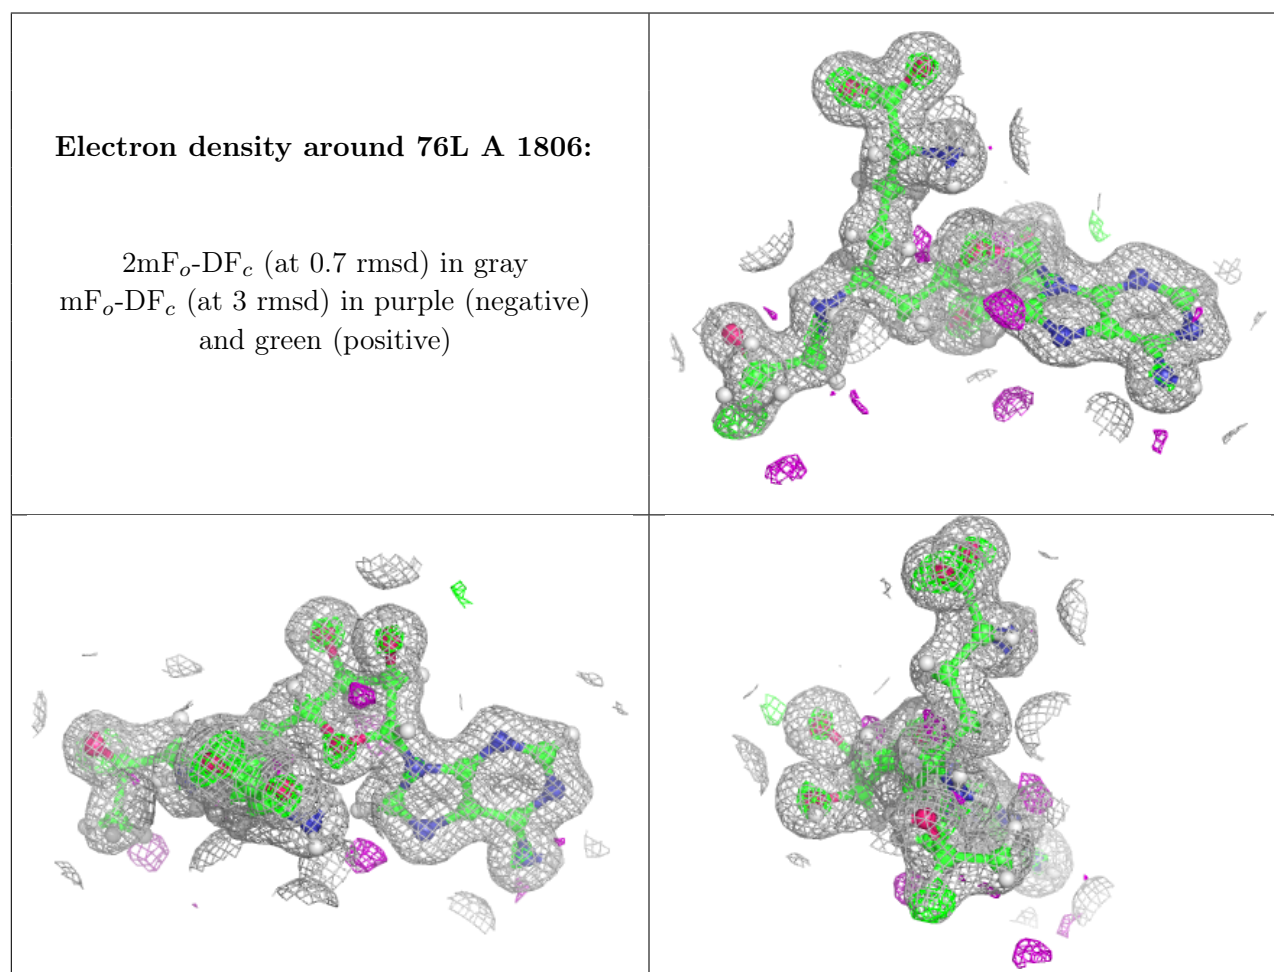 Electron density around 76L A 1806:
2mFo-DFc (at 0.7 rmsd) in gray
mFo-DFc (at 3 rmsd) in purple (negative)
and green (positive)